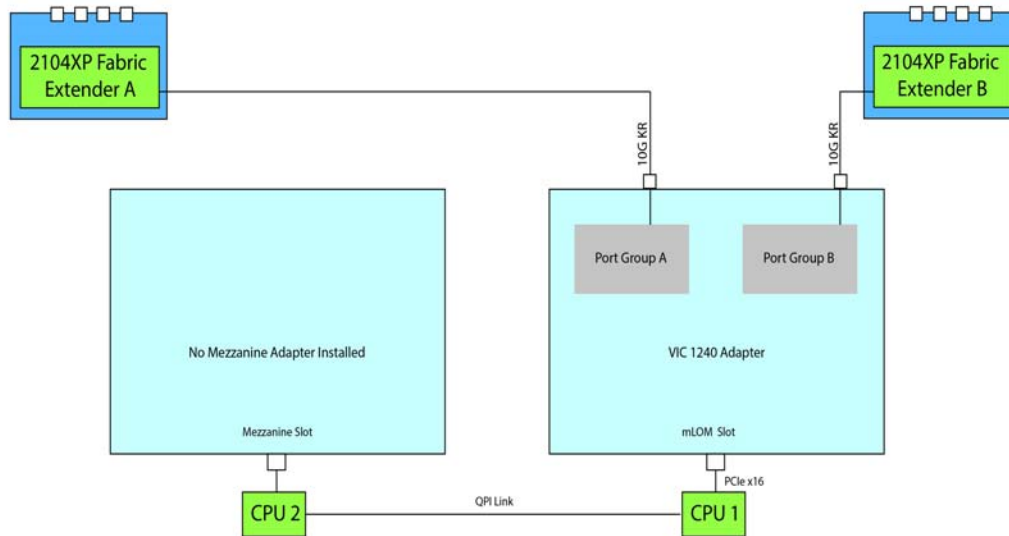 2104XP Fabric
Extender A
2104XP Fabric
Extender B
10G KR
10G KR
Port Group A
Port Group B
No Mezzanine Adapter Installed
VIC 1240 Adapter
Mezzanine Slot
mLOM Slot
PCIe x16
CPU 2
QPI Link
CPU 1